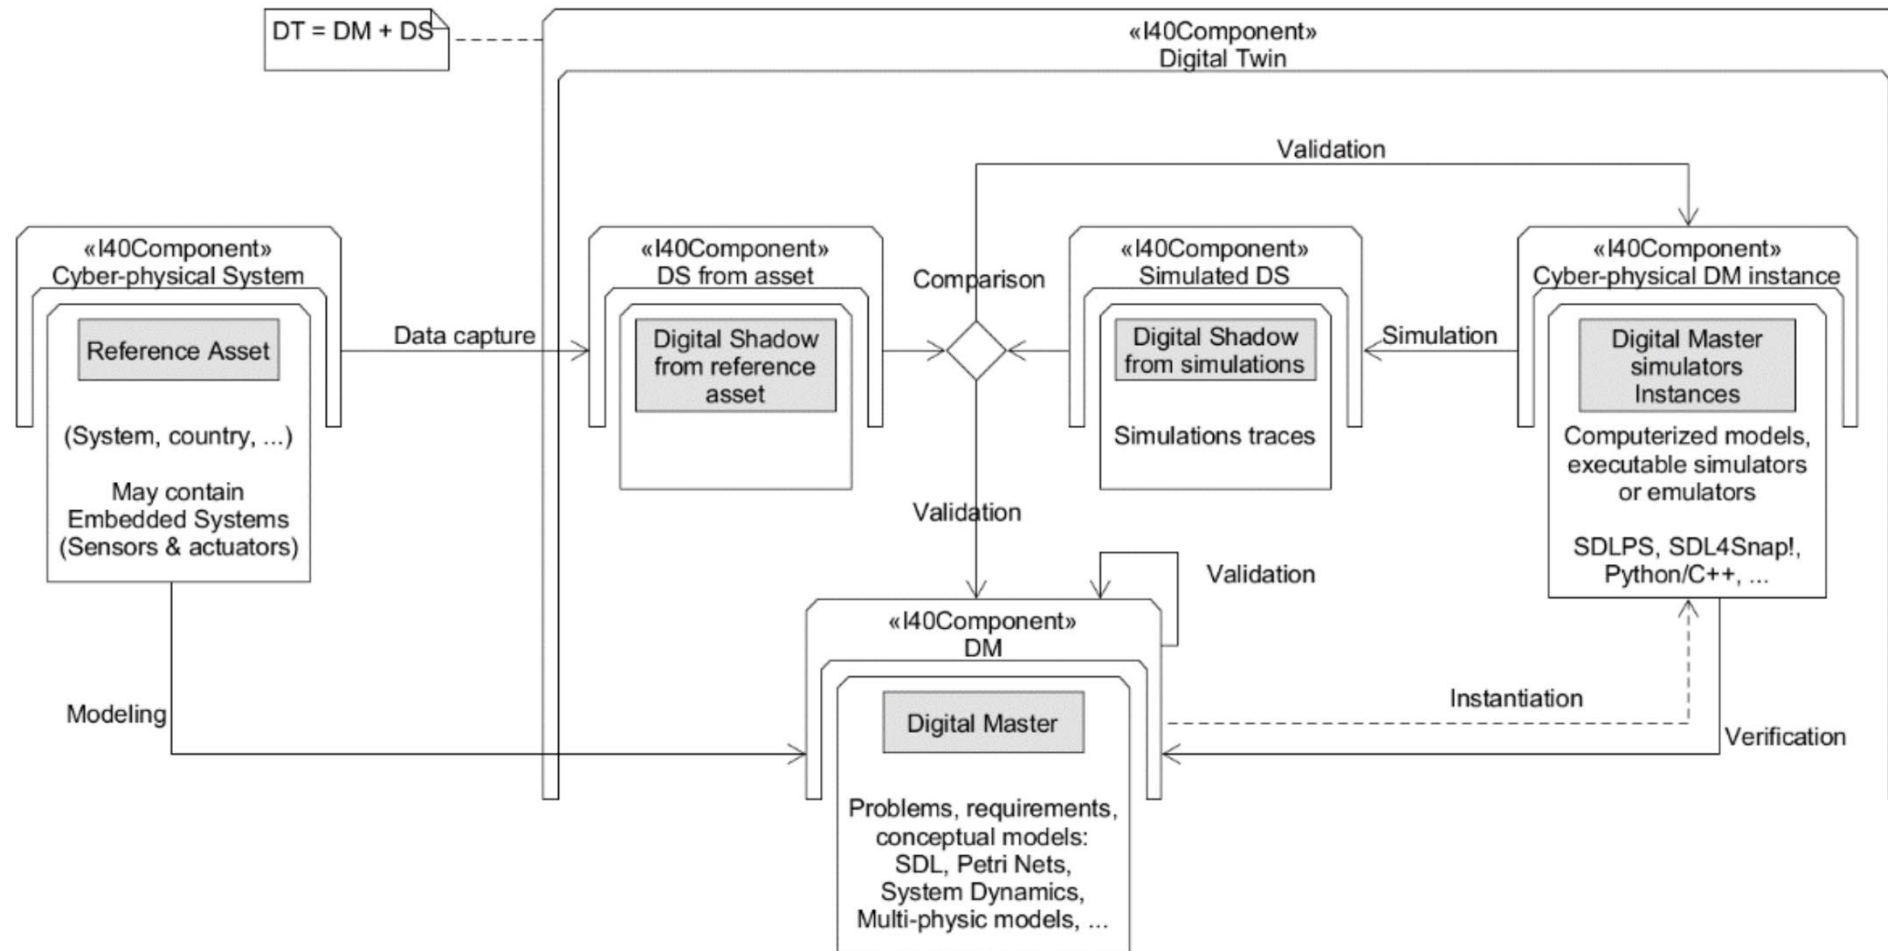 DT = DM + DS
«I40Component»
Digital Twin
Validation
«I40Component»
Cyber-physical System
Reference Asset
(System, country, ...)
May contain
Embedded Systems
(Sensors & actuators)
Data capture
«I40Component»
DS from asset
Digital Shadow
from reference
asset
Comparison
«I40Component»
Simulated DS
Digital Shadow
from simulations
Simulations traces
Simulation
«I40Component»
Cyber-physical DM instance
Digital Master
simulators
Instances
Computerized models,
executable simulators
or emulators
SDLPS, SDL4Snap!,
Python/C++, ...
Validation
Validation
«I40Component»
DM
Digital Master
Problems, requirements,
conceptual models:
SDL, Petri Nets,
System Dynamics,
Multi-physic models, ...
Modeling
Instantiation
Verification